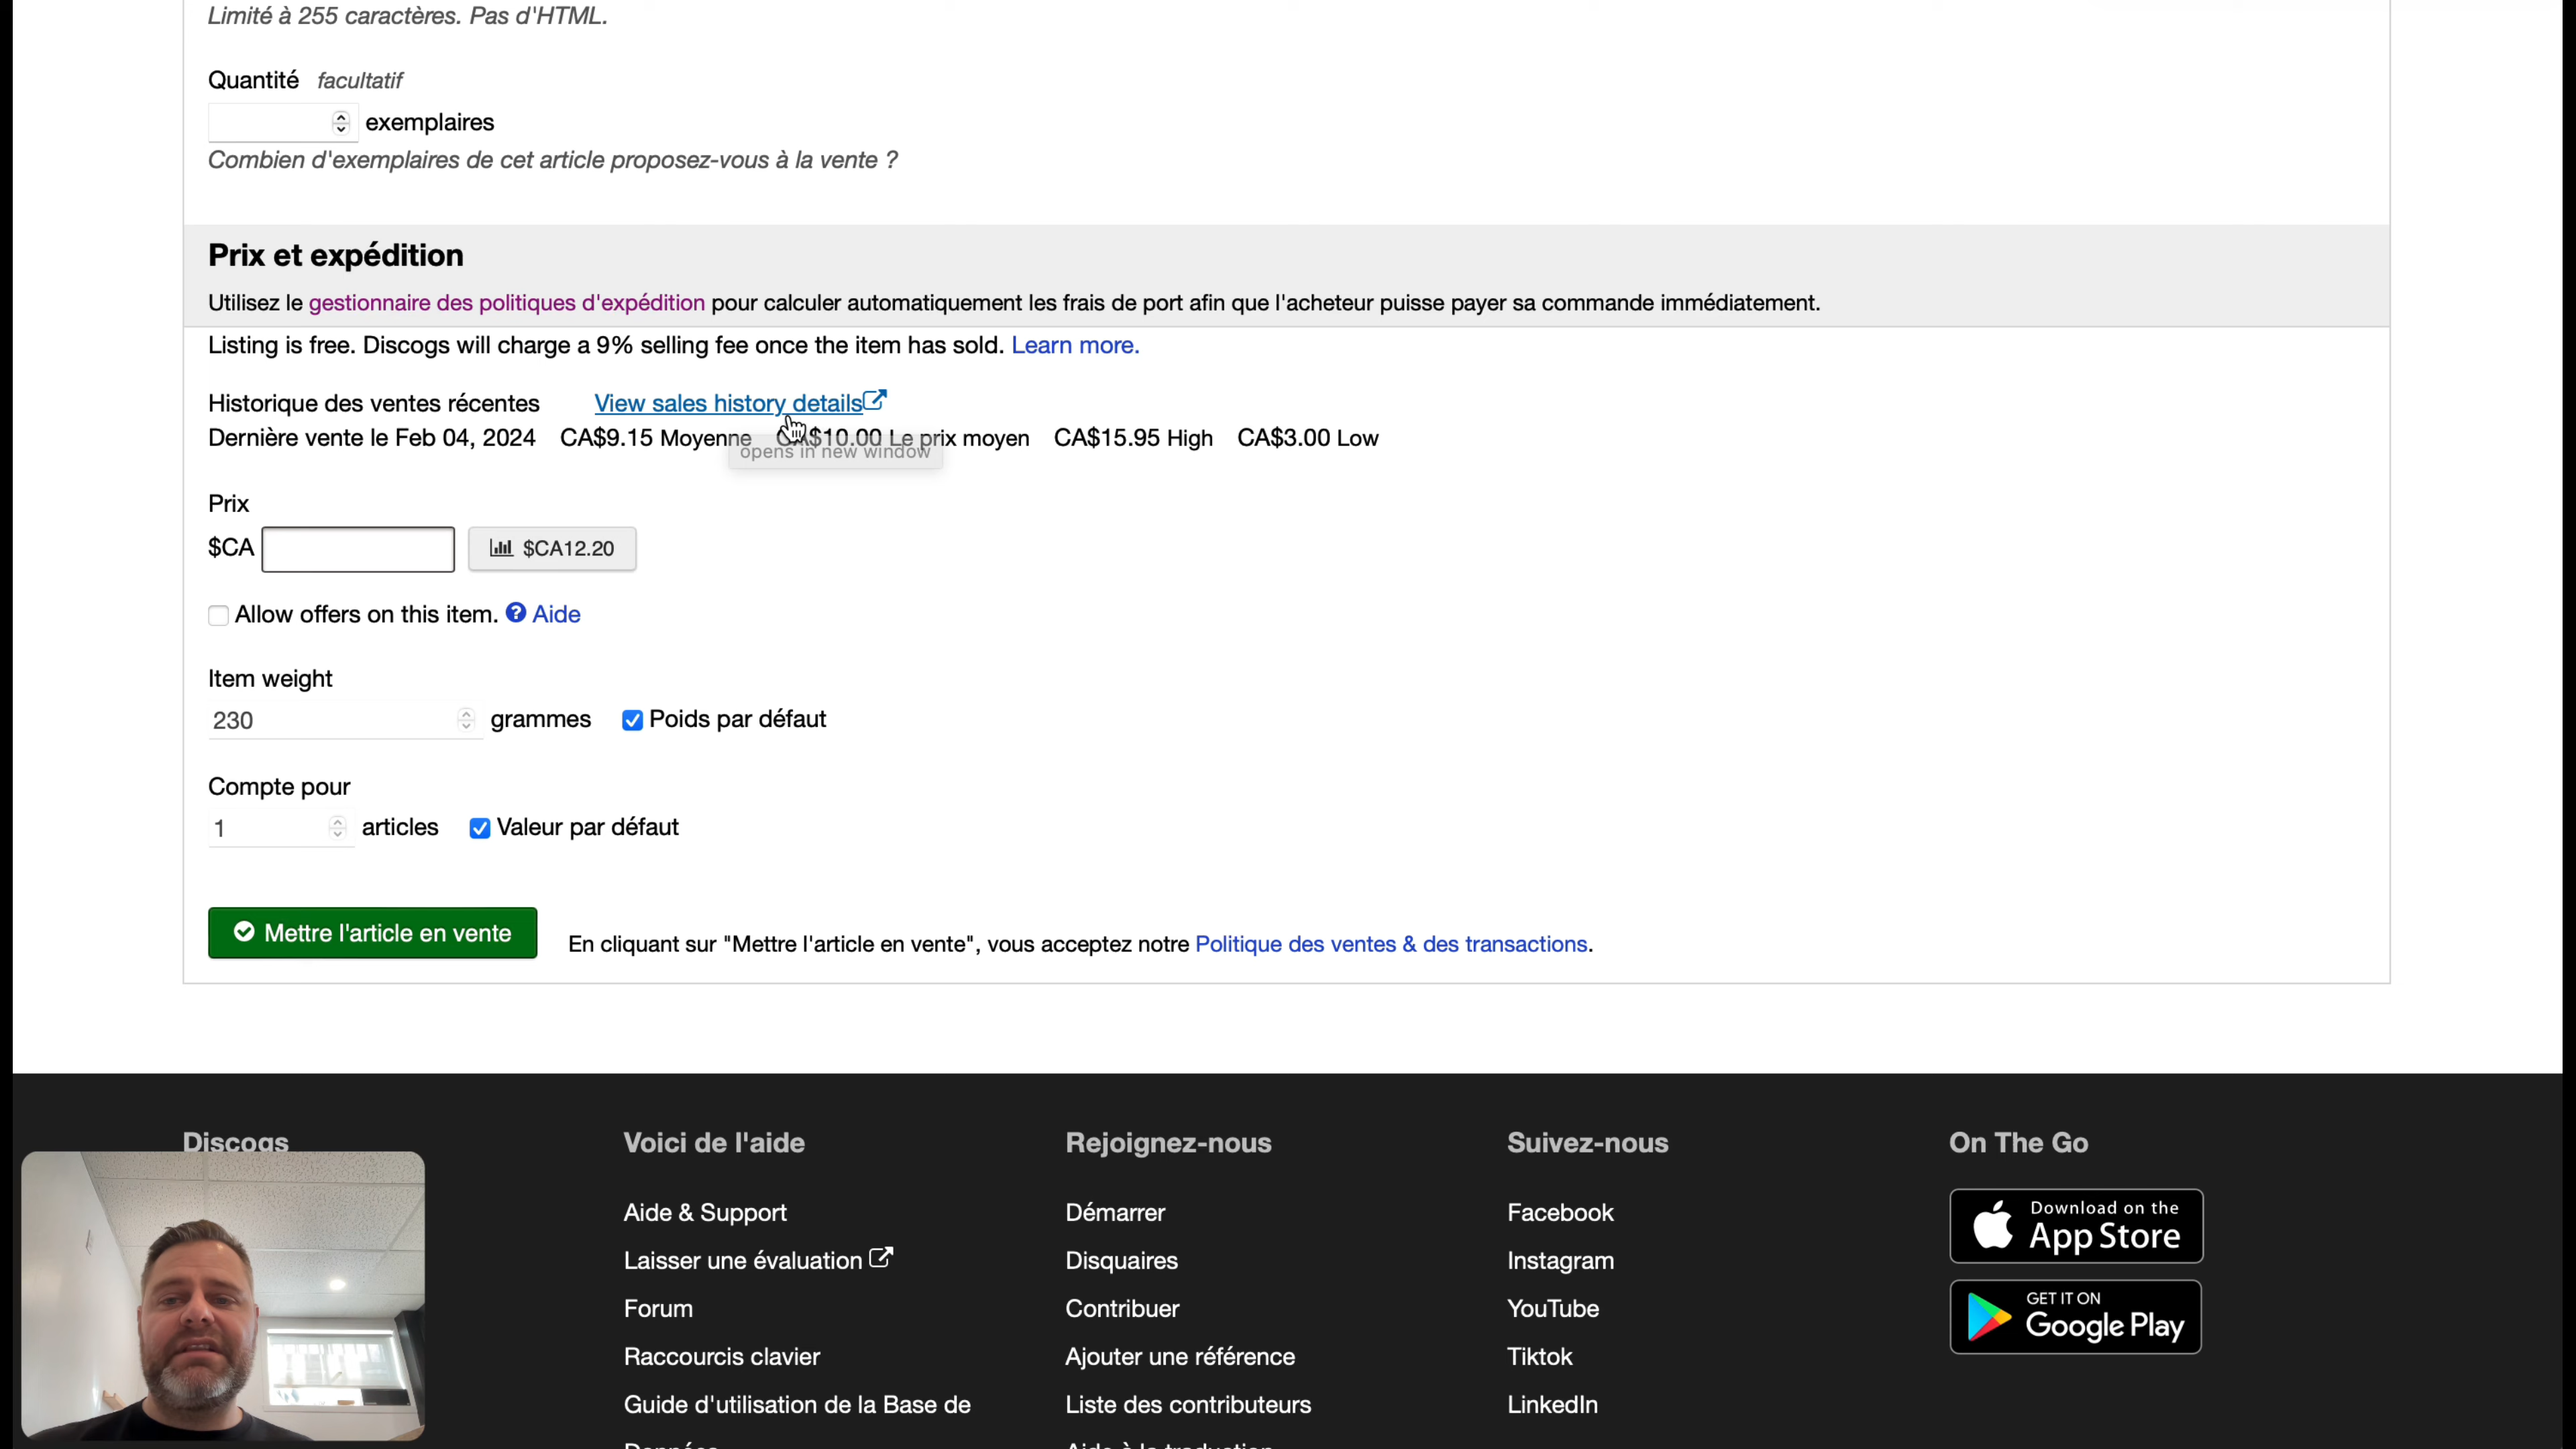 Limité à 255 caractères. Pas d'HTML.
Quantité facultatif
exemplaires
Combien d'exemplaires de cet article proposez-vous à la vente ?
Prix et expédition
Utilisez le gestionnaire des politiques d'expédition pour calculer automatiquement les frais de port afin que l'acheteur puisse payer sa commande immédiatement.
Listing is free. Discogs will charge a 9% selling fee once the item has sold. Learn more.
Historique des ventes récentes View sales history details
Dernière vente le Feb 04, 2024 CA$9.15 Moyenne CA$10.00 Le prix moyen CA$15.95 High CA$3.00 Low
opens in new window
Prix
$CA $CA12.20
Allow offers on this item. ? Aide
Item weight
230 grammes Poids par défaut
Compte pour
1 articles Valeur par défaut
Mettre l'article en vente En cliquant sur "Mettre l'article en vente", vous acceptez notre Politique des ventes & des transactions.
Discogs Voici de l'aide Rejoignez-nous Suivez-nous On The Go
Aide & Support Démarrer Facebook Download on the App Store
Laisser une évaluation Disquaires Instagram
Forum Contribuer YouTube GET IT ON Google Play
Raccourcis clavier Ajouter une référence Tiktok
Guide d'utilisation de la Base de Liste des contributeurs LinkedIn
Données Aide à la traduction